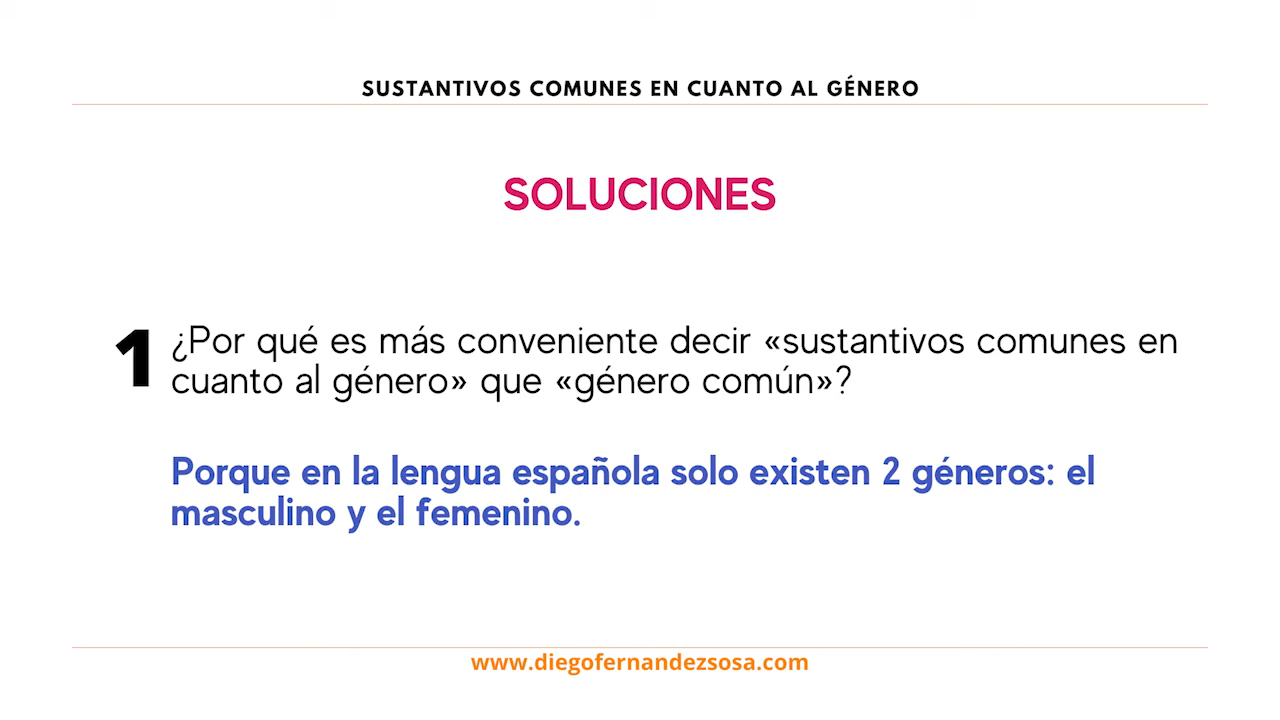 SUSTANTIVOS COMUNES EN CUANTO AL GÉNERO
SOLUCIONES
1 ¿Por qué es más conveniente decir «sustantivos comunes en
cuanto al género» que «género común»?
Porque en la lengua española solo existen 2 géneros: el
masculino y el femenino.
www.diegofernandezsosa.com